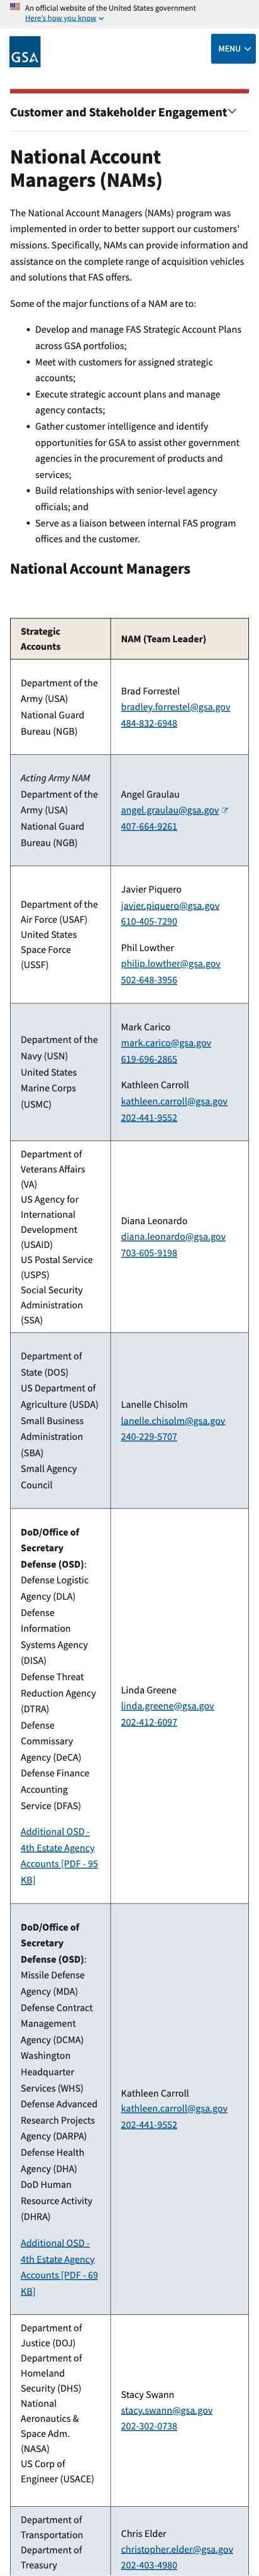 An official website of the United States government
Here's how you know
GSA
MENU
Customer and Stakeholder Engagement
National Account
Managers (NAMs)
The National Account Managers (NAMs) program was
implemented in order to better support our customers'
missions. Specifically, NAMs can provide information and
assistance on the complete range of acquisition vehicles
and solutions that FAS offers.
Some of the major functions of a NAM are to:
• Develop and manage FAS Strategic Account Plans
across GSA portfolios;
• Meet with customers for assigned strategic
accounts;
• Execute strategic account plans and manage
agency contacts;
• Gather customer intelligence and identify
opportunities for GSA to assist other government
agencies in the procurement of products and
services;
• Build relationships with senior-level agency
officials; and
• Serve as a liaison between internal FAS program
offices and the customer.
National Account Managers
Strategic
Accounts
NAM (Team Leader)
Department of the
Army (USA)
National Guard
Bureau (NGB)
Brad Forrestel
bradley.forrestel@gsa.gov
484-832-6948
Acting Army NAM
Department of the
Army (USA)
National Guard
Bureau (NGB)
Angel Graulau
angel.graulau@gsa.gov
407-664-9261
Department of the
Air Force (USAF)
United States
Space Force
(USSF)
Javier Piquero
javier.piquero@gsa.gov
610-405-7290
Phil Lowther
philip.lowther@gsa.gov
502-648-3956
Department of the
Navy (USN)
United States
Marine Corps
(USMC)
Mark Carico
mark.carico@gsa.gov
619-696-2865
Kathleen Carroll
kathleen.carroll@gsa.gov
202-441-9552
Department of
Veterans Affairs
(VA)
US Agency for
International
Development
(USAID)
US Postal Service
(USPS)
Social Security
Administration
(SSA)
Diana Leonardo
diana.leonardo@gsa.gov
703-605-9198
Department of
State (DOS)
US Department of
Agriculture (USDA)
Small Business
Administration
(SBA)
Small Agency
Council
Lanelle Chisolm
lanelle.chisolm@gsa.gov
240-229-5707
DoD/Office of
Secretary
Defense (OSD):
Defense Logistic
Agency (DLA)
Defense
Information
Systems Agency
(DISA)
Defense Threat
Reduction Agency
(DTRA)
Defense
Commissary
Agency (DeCA)
Defense Finance
Accounting
Service (DFAS)
Additional OSD -
4th Estate Agency
Accounts [PDF - 95
KB]
Linda Greene
linda.greene@gsa.gov
202-412-6097
DoD/Office of
Secretary
Defense (OSD):
Missile Defense
Agency (MDA)
Defense Contract
Management
Agency (DCMA)
Washington
Headquarter
Services (WHS)
Defense Advanced
Research Projects
Agency (DARPA)
Defense Health
Agency (DHA)
DoD Human
Resource Activity
(DHRA)
Additional OSD -
4th Estate Agency
Accounts [PDF - 69
KB]
Kathleen Carroll
kathleen.carroll@gsa.gov
202-441-9552
Department of
Justice (DOJ)
Department of
Homeland
Security (DHS)
National
Aeronautics &
Space Adm.
(NASA)
US Corp of
Engineer (USACE)
Stacy Swann
stacy.swann@gsa.gov
202-302-0738
Department of
Transportation
Department of
Treasury
Chris Elder
christopher.elder@gsa.gov
202-403-4980